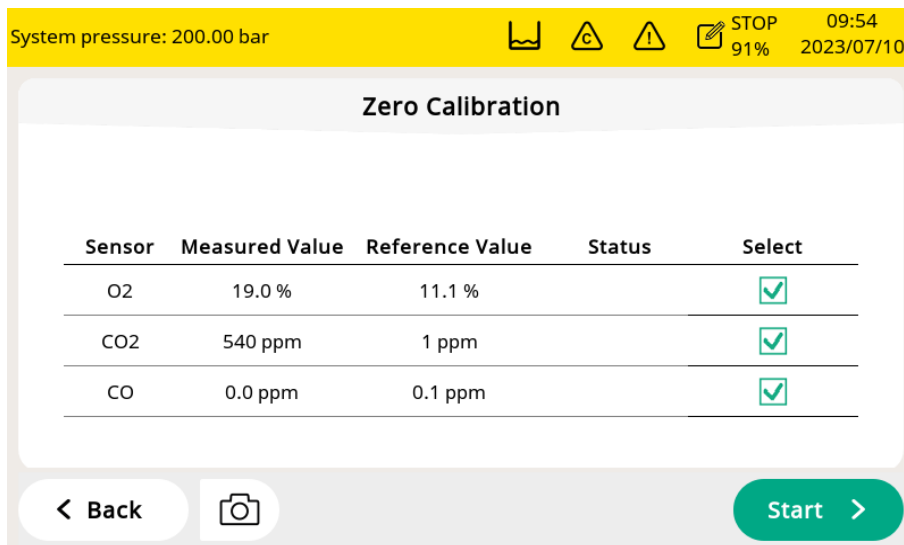 System pressure: 200.00 bar
C
!
STOP
91%
09:54
2023/07/10
Zero Calibration
Sensor Measured Value Reference Value Status Select
O2 19.0 % 11.1 %
CO2 540 ppm 1 ppm
CO 0.0 ppm 0.1 ppm
Back
Start